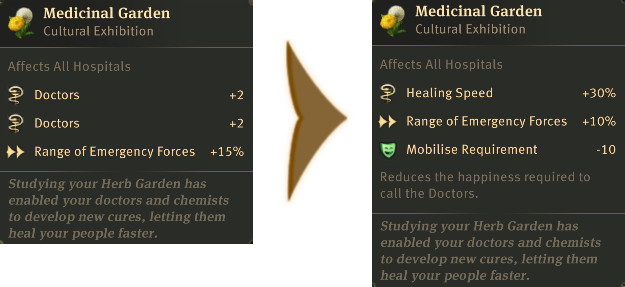 Medicinal Garden
Cultural Exhibition
Affects All Hospitals
Doctors +2
Doctors +2
Range of Emergency Forces +15%
Studying your Herb Garden has
enabled your doctors and chemists
to develop new cures, letting them
heal your people faster.
Medicinal Garden
Cultural Exhibition
Affects All Hospitals
Healing Speed +30%
Range of Emergency Forces +10%
Mobilise Requirement -10
Reduces the happiness required to
call the Doctors.
Studying your Herb Garden has
enabled your doctors and chemists
to develop new cures, letting them
heal your people faster.